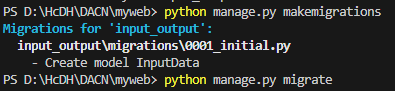 PS D:\HcDH\DACN\myweb> python manage.py makemigrations
Migrations for 'input_output':
input_output\migrations\0001_initial.py
- Create model InputData
PS D:\HcDH\DACN\myweb> python manage.py migrate